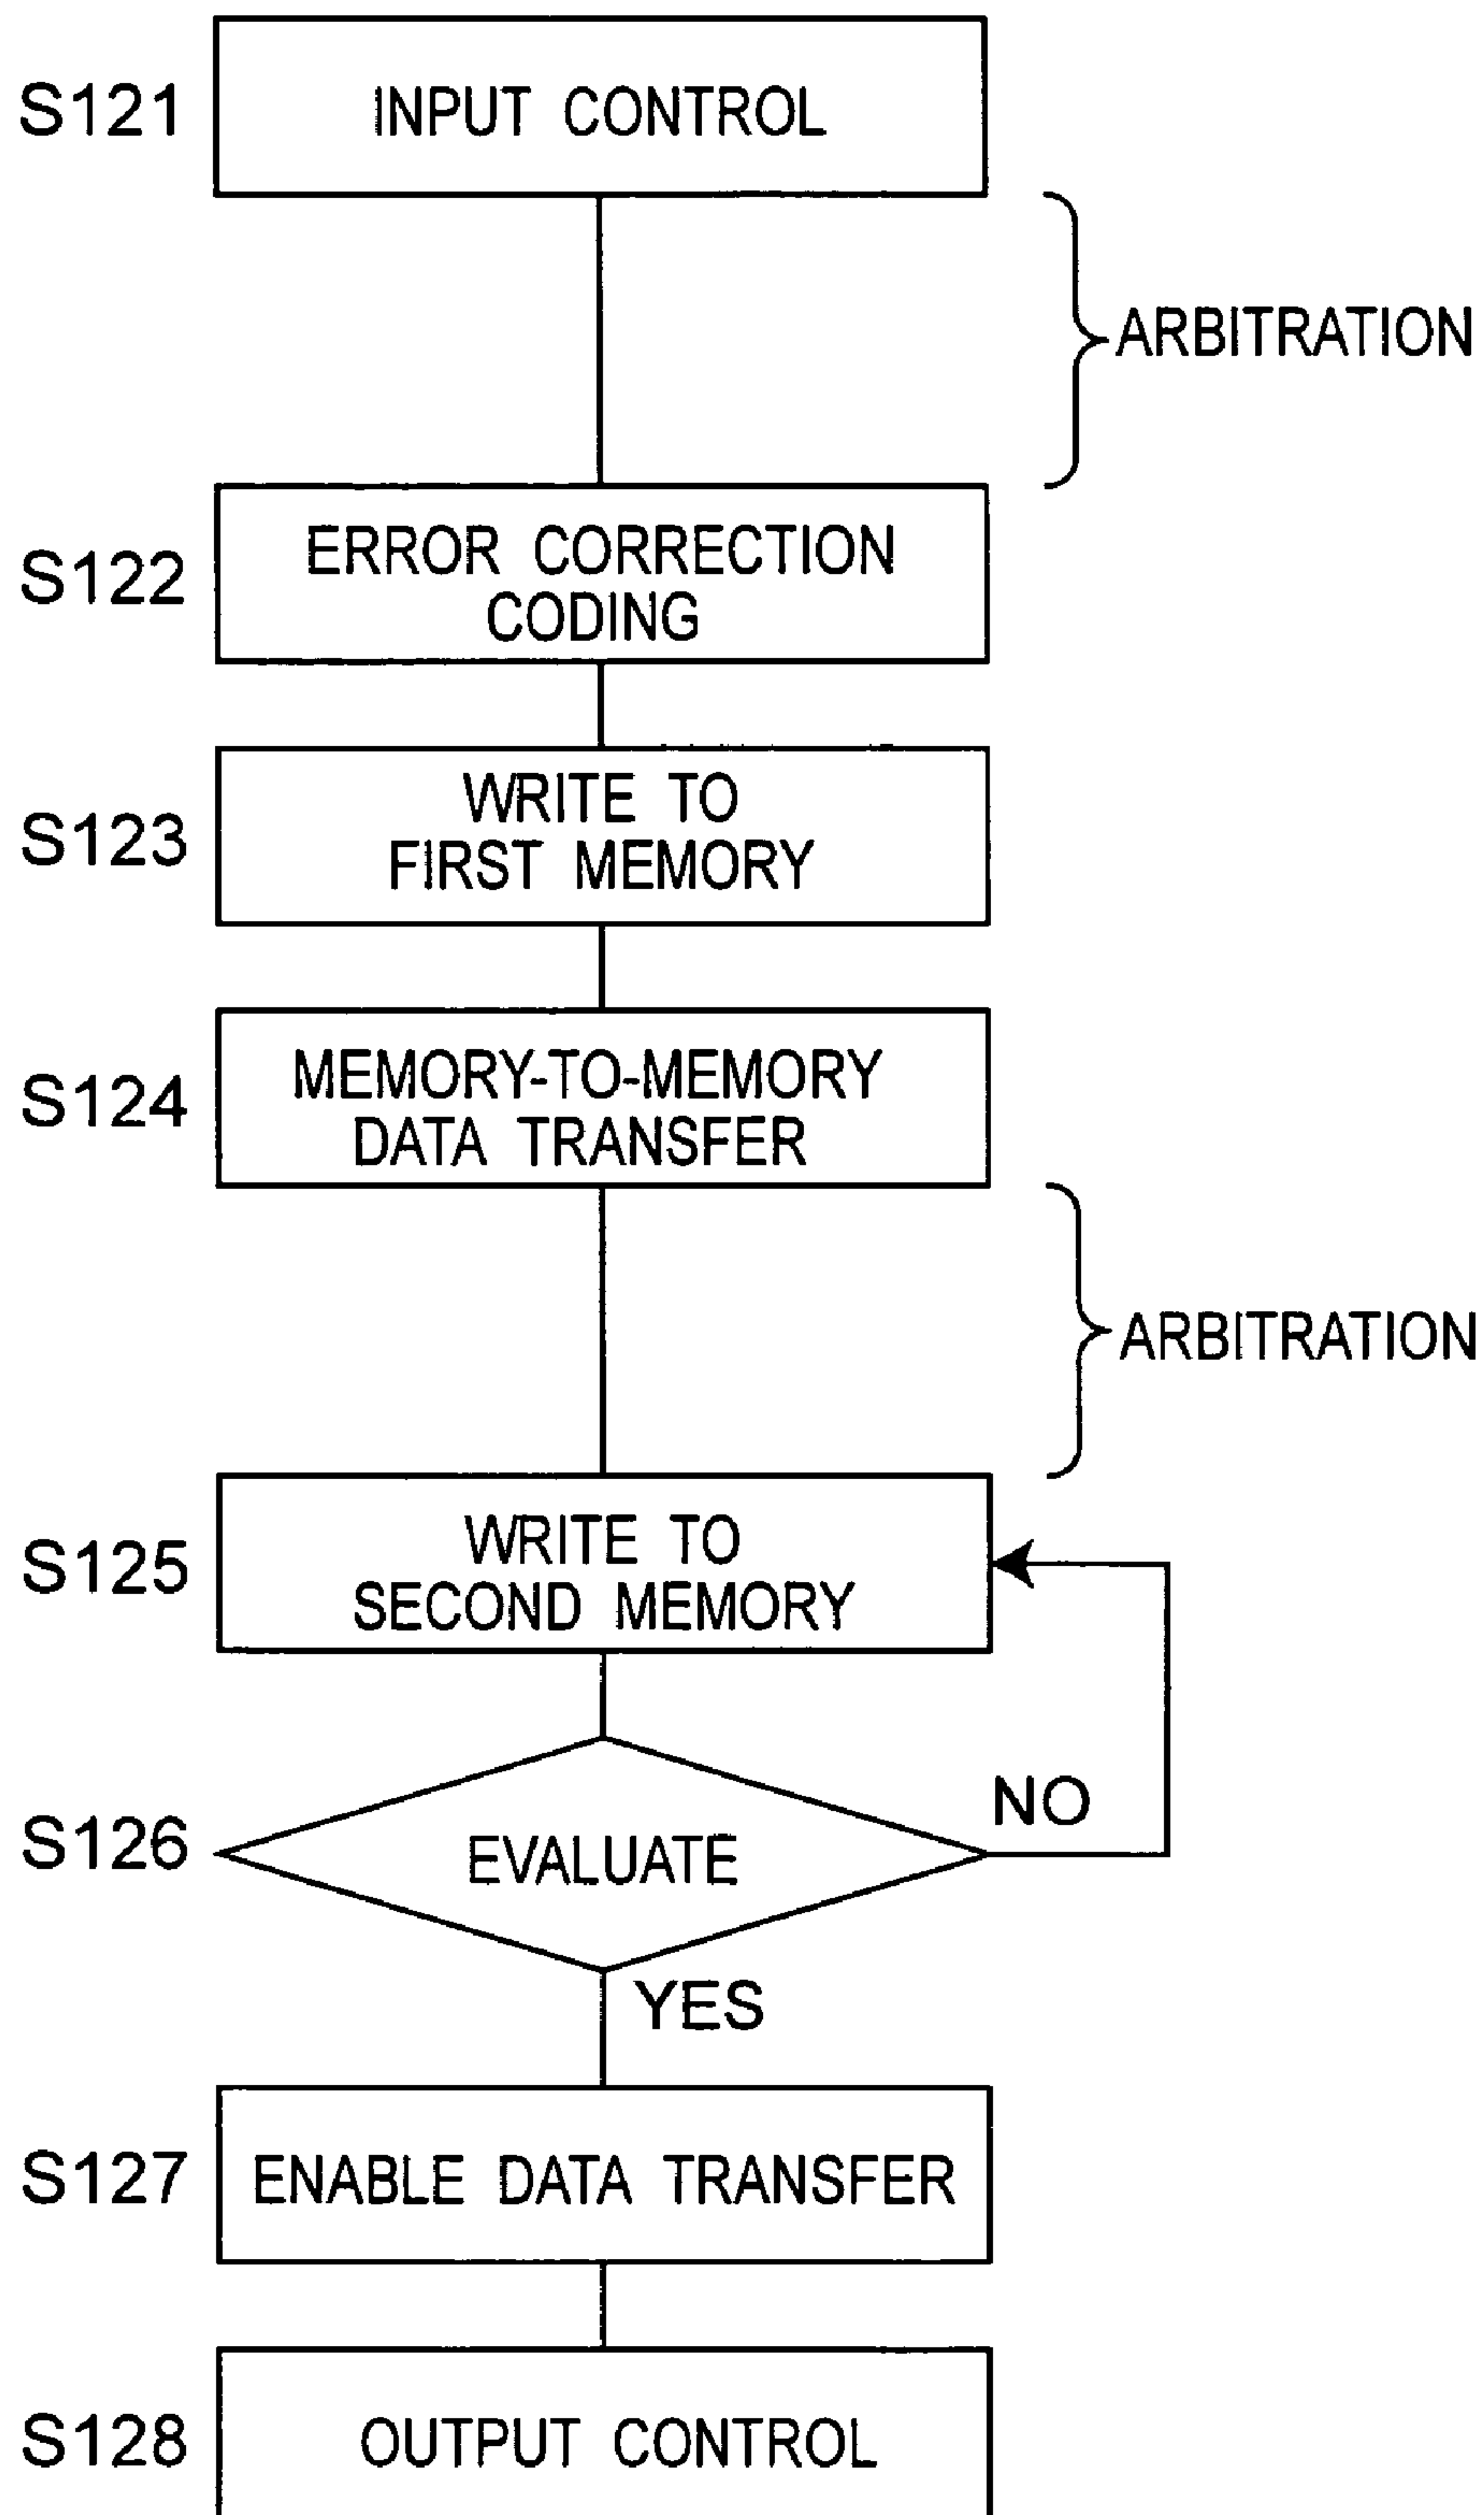 S121
INPUT CONTROL
ARBITRATION
S122
ERROR CORRECTION
CODING
S123
WRITE TO
FIRST MEMORY
S124
MEMORY-TO-MEMORY
DATA TRANSFER
ARBITRATION
S125
WRITE TO
SECOND MEMORY
S126
EVALUATE
NO
YES
S127
ENABLE DATA TRANSFER
S128
OUTPUT CONTROL